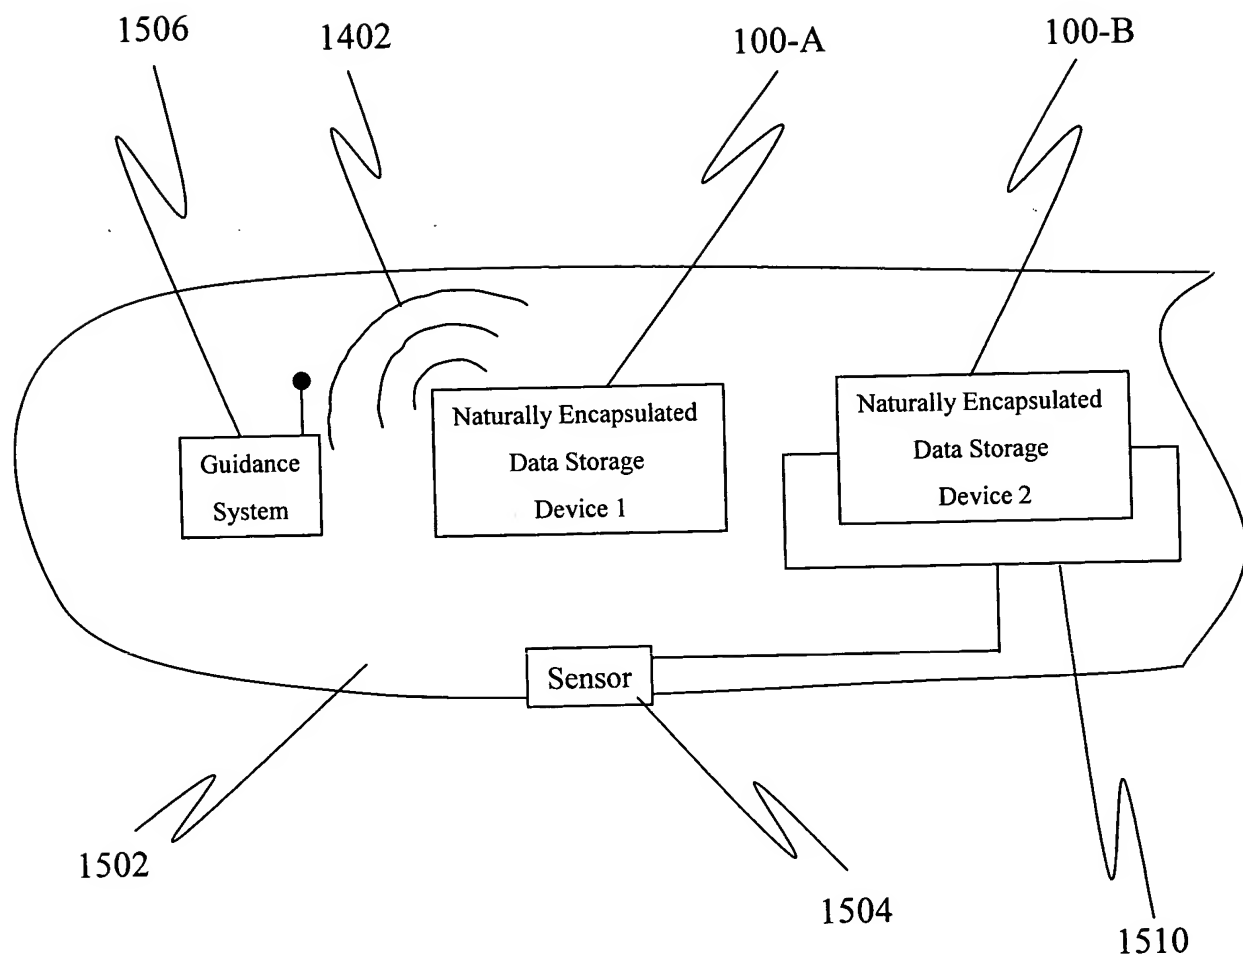 1506
1402
100-A
100-B
Naturally Encapsulated
Data Storage
Device 1
Naturally Encapsulated
Data Storage
Device 2
Guidance
System
Sensor
1502
1504
1510